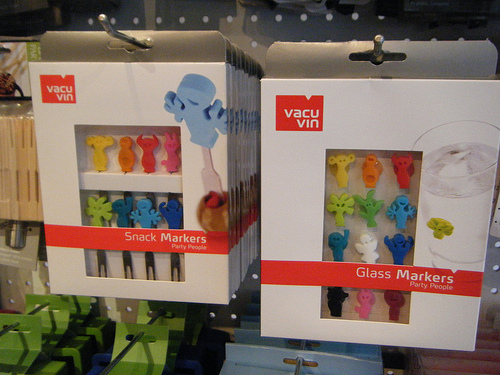 VACU
VIN
Snack Markers
Party People
VACU
VIN
Glass Markers
Party People